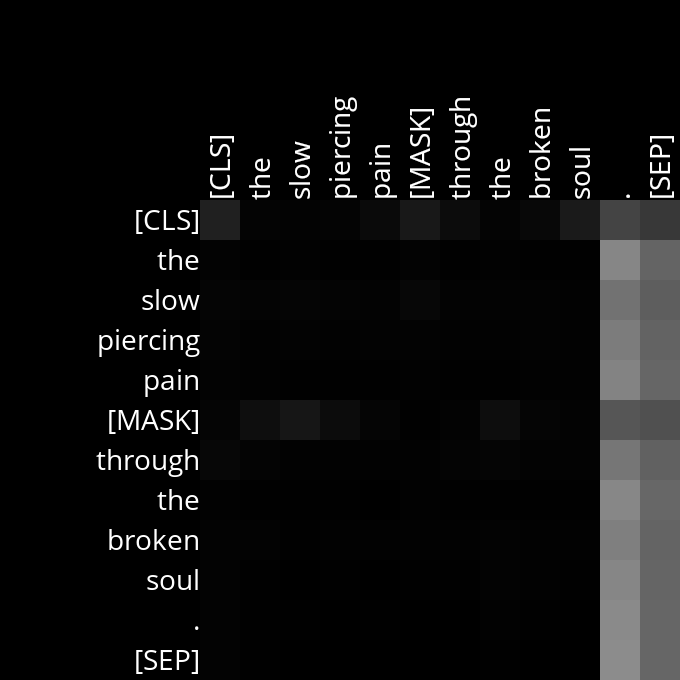 [CLS] the slow piercing pain [MASK] through the broken soul . [SEP]
[CLS]
the
slow
piercing
pain
[MASK]
through
the
broken
soul
.
[SEP]